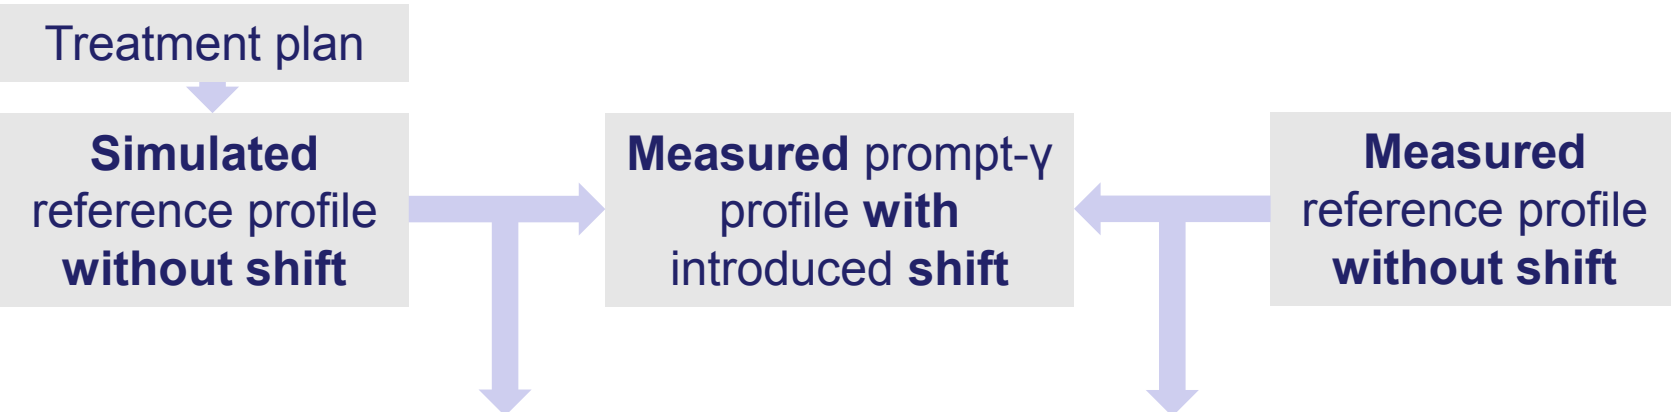 Treatment plan
Simulated
reference profile
without shift
Measured prompt-γ
profile with
introduced shift
Measured
reference profile
without shift